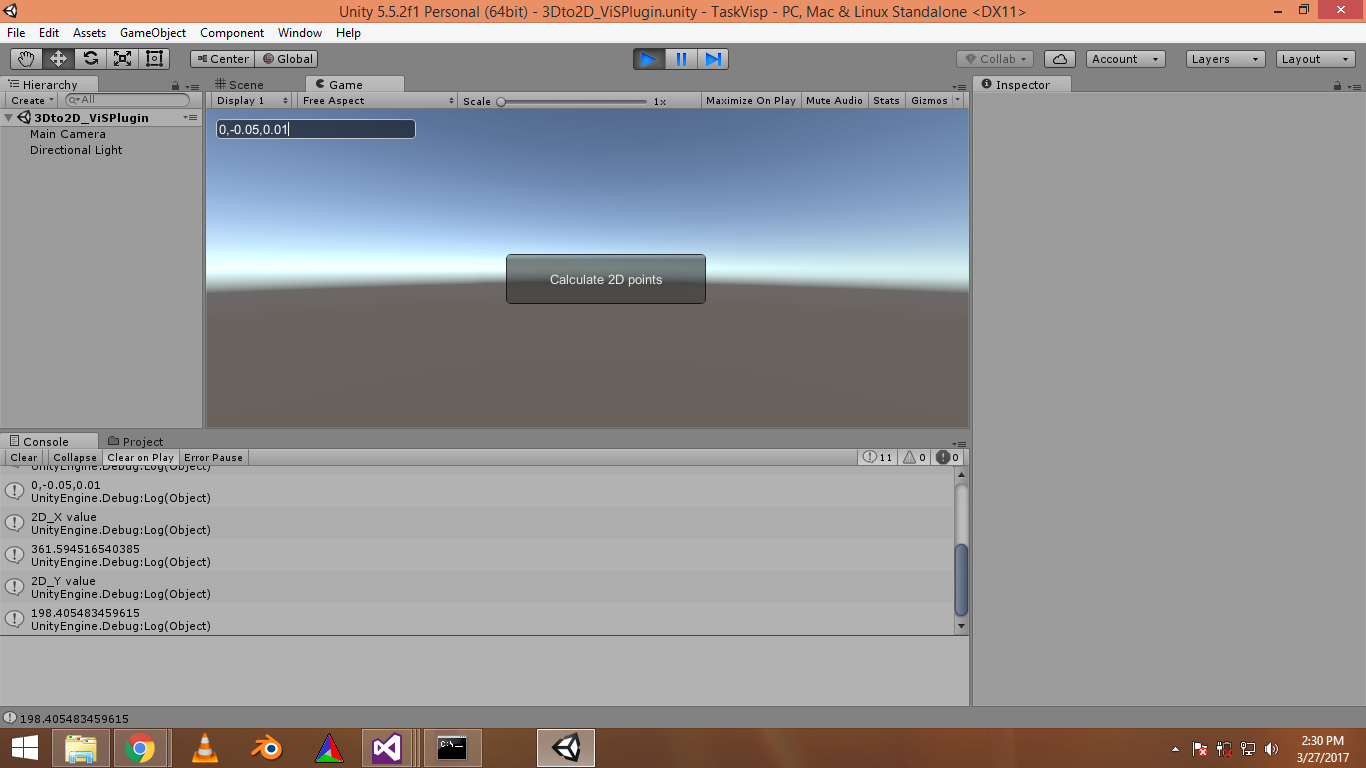 Unity 5.5.2f1 Personal (64bit) - 3Dto2D_ViSPlugin.unity - TaskVisp - PC, Mac & Linux Standalone <DX11>
File Edit Assets GameObject Component Window Help
Center Global Collab Account Layers Layout
Hierarchy Scene Game Inspector
Create All Display 1 Free Aspect Scale 1x Maximize On Play Mute Audio Stats Gizmos
3Dto2D_ViSPlugin
Main Camera
Directional Light
0,-0.05,0.01
Calculate 2D points
Console Project
Clear Collapse Clear on Play Error Pause 11 0 0
UnityEngine.Debug:Log(Object)
0,-0.05,0.01
UnityEngine.Debug:Log(Object)
2D_X value
UnityEngine.Debug:Log(Object)
361.594516540385
UnityEngine.Debug:Log(Object)
2D_Y value
UnityEngine.Debug:Log(Object)
198.405483459615
UnityEngine.Debug:Log(Object)
198.405483459615
C:\.
2:30 PM
3/27/2017